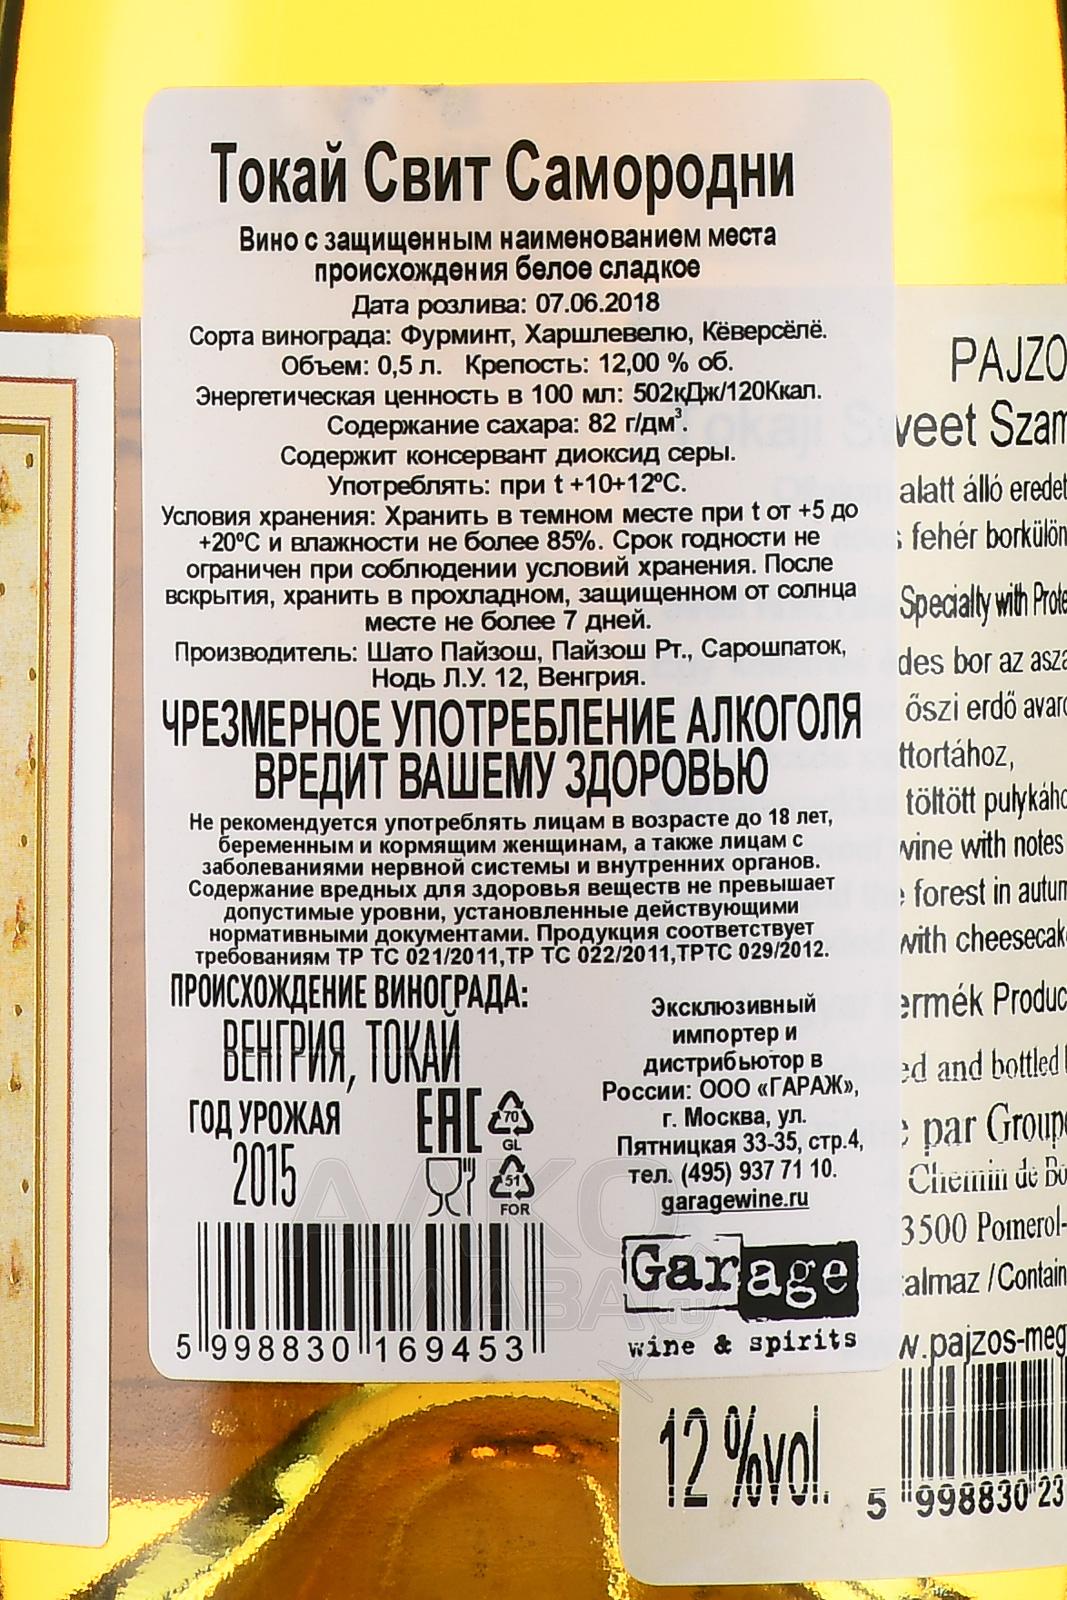 Токай Свит Самородни
Вино с защищенным наименованием места
происхождения белое сладкое
Дата розлива: 07.06.2018
Сорта винограда: Фурминт, Харшлевелю, Кёверсёлё.
Объем: 0,5 л. Крепость: 12,00 % об.
Энергетическая ценность в 100 мл: 502кДж/120Ккал.
Содержание сахара: 82 г/дм³.
Содержит консервант диоксид серы.
Употреблять: при t +10+12ºС.
Условия хранения: Хранить в темном месте при t от +5 до
+20ºС и влажности не более 85%. Срок годности не
ограничен при соблюдении условий хранения. После
вскрытия, хранить в прохладном, защищенном от солнца
месте не более 7 дней.
Производитель: Шато Пайзош, Пайзош Рт., Сарошпаток,
Нодь Л.У. 12, Венгрия.
ЧРЕЗМЕРНОЕ УПОТРЕБЛЕНИЕ АЛКОГОЛЯ
ВРЕДИТ ВАШЕМУ ЗДОРОВЬЮ
Не рекомендуется употреблять лицам в возрасте до 18 лет,
беременным и кормящим женщинам, а также лицам с
заболеваниями нервной системы и внутренних органов.
Содержание вредных для здоровья веществ не превышает
допустимые уровни, установленные действующими
нормативными документами. Продукция соответствует
требованиям ТР ТС 021/2011,ТР ТС 022/2011,ТРТС 029/2012.
ПРОИСХОЖДЕНИЕ ВИНОГРАДА:
ВЕНГРИЯ, ТОКАЙ
ГОД УРОЖАЯ
2015
EAC
70
GL
51
FOR
5 998830 169453
Эксклюзивный
импортер и
дистрибьютор в
России: ООО «ГАРАЖ»,
г. Москва, ул.
Пятницкая 33-35, стр.4,
тел. (495) 937 71 10.
garagewine.ru
Garage
wine & spirits
АЛКО
СЛАВА.ru
PAJZO
veet Szam
alatt álló eredet
fehér borkülön
Specialty with Prote
des bor az asz
őszi erdő avar
ttortához,
töltött pulykáho
wine with notes
forest in autum
with cheesecak
ermék Produc
ed and bottled
par Group
Chemin de Bo
3500 Pomerol-
almaz / Contain
w.pajzos-meg
12 %vol.
5 998830 23